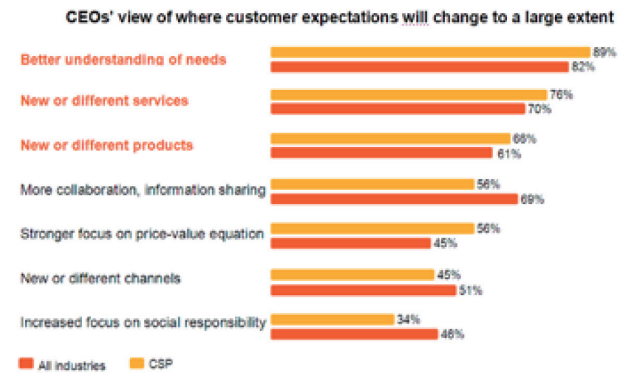 CEOs' view of where customer expectations will change to a large extent
Better understanding of needs
89%
82%
New or different services
76%
70%
New or different products
66%
61%
More collaboration, information sharing
56%
69%
Stronger focus on price-value equation
56%
45%
New or different channels
45%
51%
Increased focus on social responsibility
34%
46%
All industries CSP